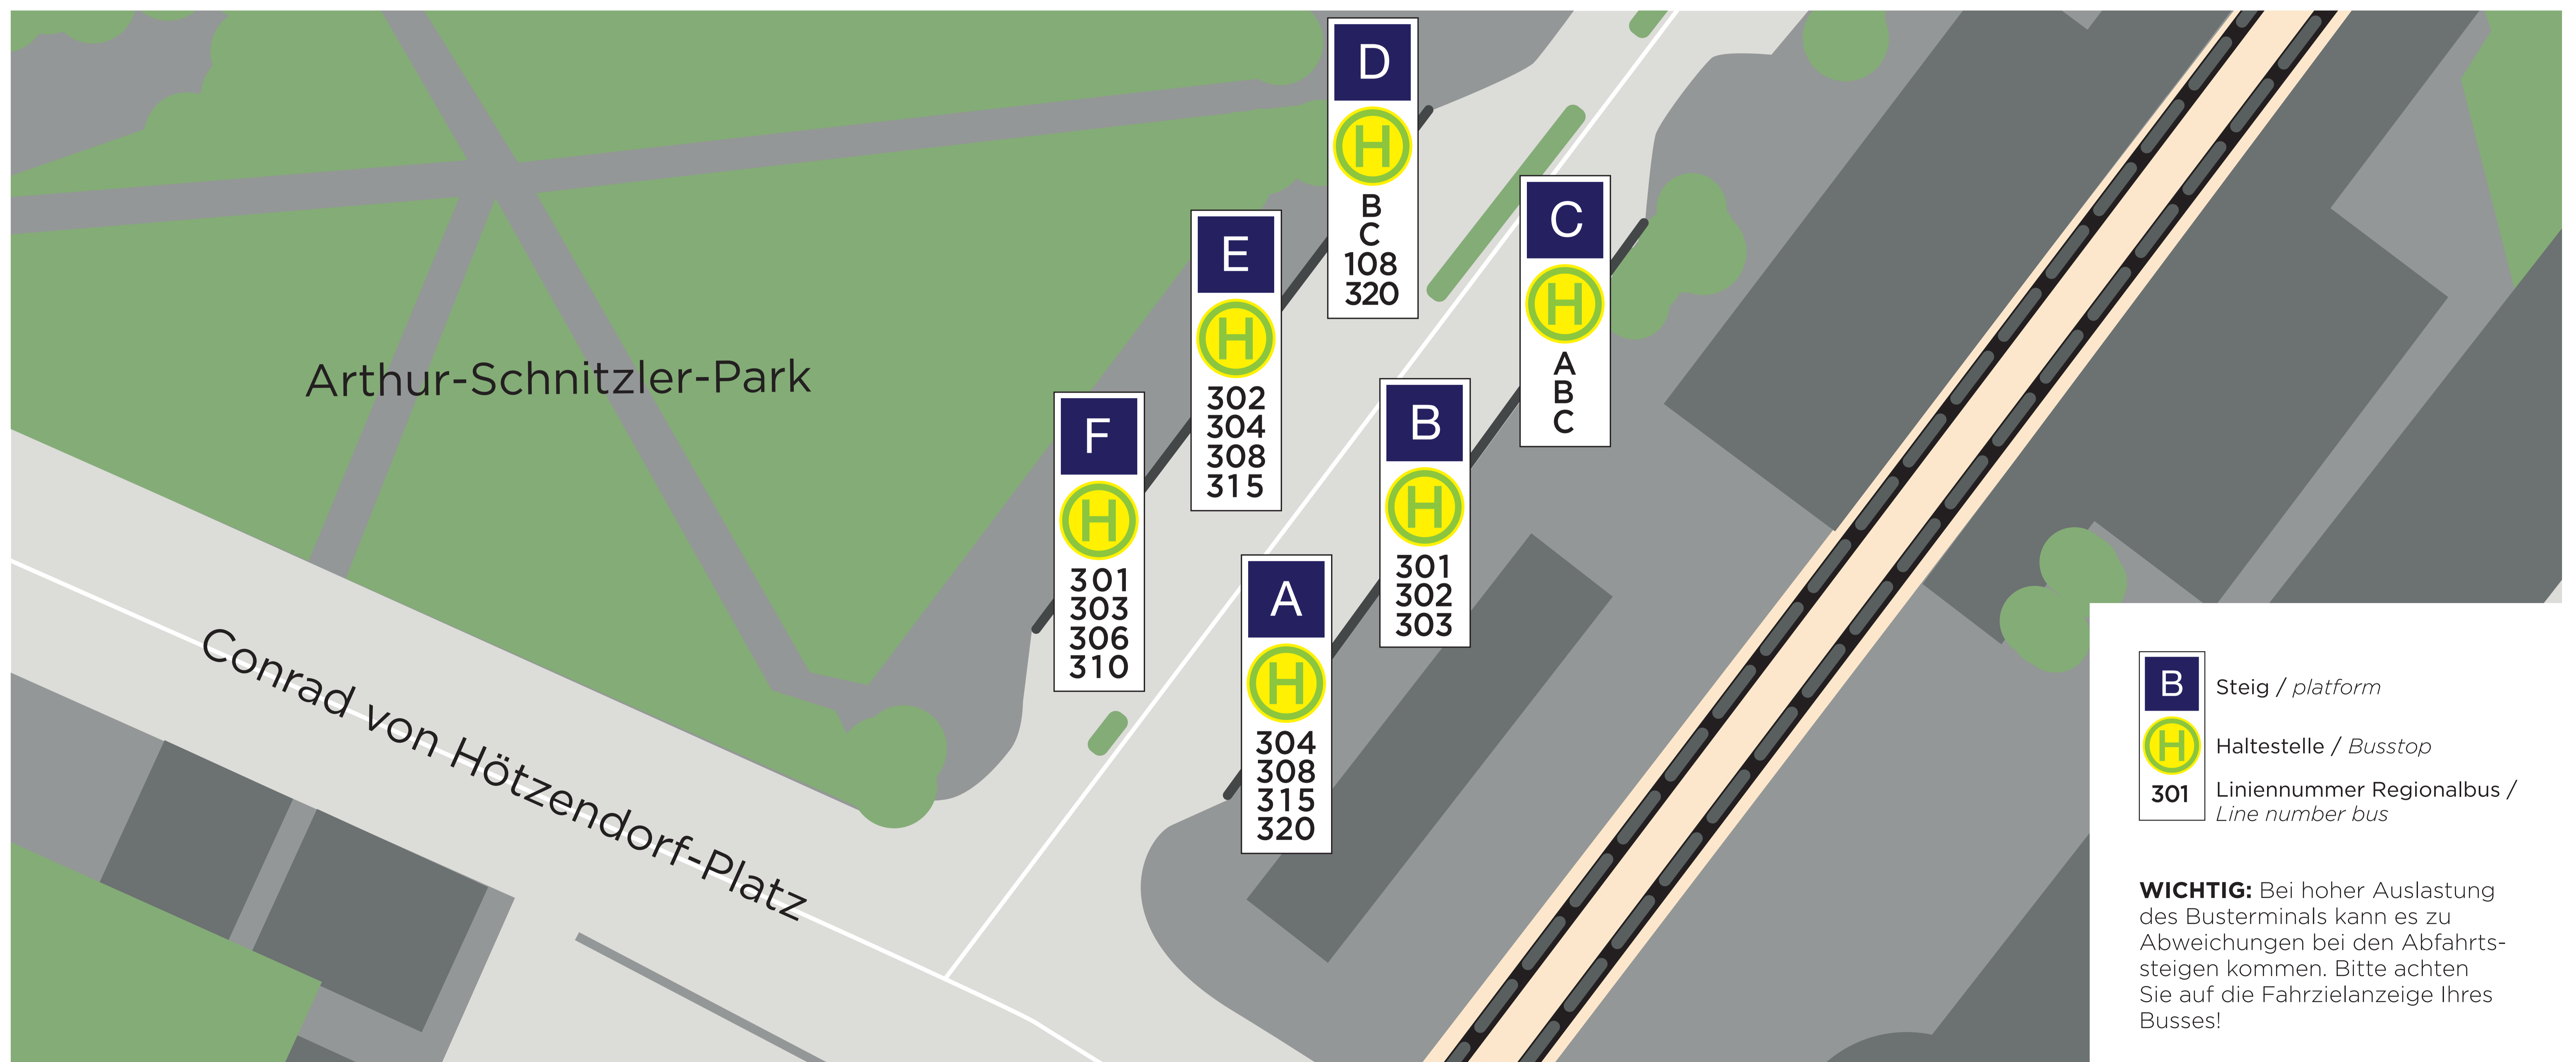 D
H
B
C
108
320
C
H
A
B
C
E
H
302
304
308
315
B
H
301
302
303
F
H
301
303
306
310
A
H
304
308
315
320
Arthur-Schnitzler-Park
Conrad von Hötzendorf-Platz
B
Steig / platform
H
Haltestelle / Busstop
301
Liniennummer Regionalbus /
Line number bus
WICHTIG: Bei hoher Auslastung
des Busterminals kann es zu
Abweichungen bei den Abfahrts-
steigen kommen. Bitte achten
Sie auf die Fahrzielanzeige Ihres
Busses!